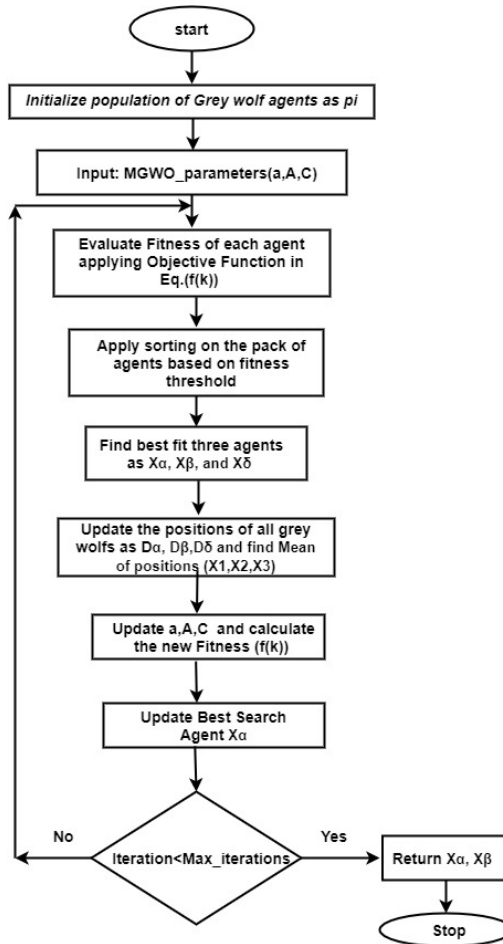 start
Initialize population of Grey wolf agents as pi
Input: MGWO_parameters(a,A,C)
Evaluate Fitness of each agent
applying Objective Function in
Eq.(f(k))
Apply sorting on the pack of
agents based on fitness
threshold
Find best fit three agents
as Xα, Xβ, and Xδ
Update the positions of all grey
wolfs as Dα, Dβ,Dδ and find Mean
of positions (X1,X2,X3)
Update a,A,C and calculate
the new Fitness (f(k))
Update Best Search
Agent Xα
No
Iteration<Max_iterations
Yes
Return Xα, Xβ
Stop